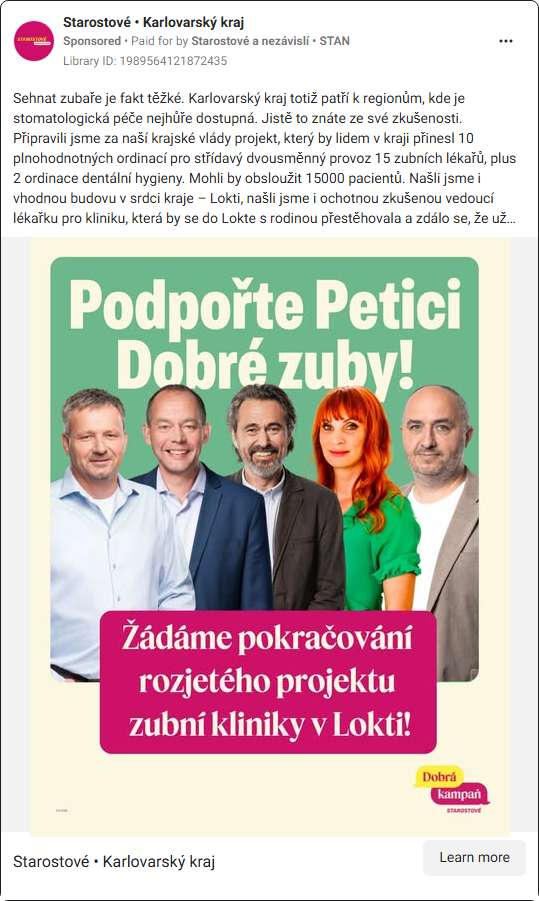 Starostové • Karlovarský kraj
Sponsored • Paid for by Starostové a nezávislí • STAN
Library ID: 1989564121872435
Sehnat zubaře je fakt těžké. Karlovarský kraj totiž patří k regionům, kde je
stomatologická péče nejhůře dostupná. Jistě to znáte ze své zkušenosti.
Připravili jsme za naší krajské vlády projekt, který by lidem v kraji přinesl 10
plnohodnotných ordinací pro střídavý dvousměnný provoz 15 zubních lékařů, plus
2 ordinace dentální hygieny. Mohli by obsloužit 15000 pacientů. Našli jsme i
vhodnou budovu v srdci kraje – Lokti, našli jsme i ochotnou zkušenou vedoucí
lékařku pro kliniku, která by se do Lokte s rodinou přestěhovala a zdálo se, že už…
Podpořte Petici
Dobré zuby!
Žádáme pokračování
rozjetého projektu
zubní kliniky v Lokti!
Dobrá
kampaň
STAROSTOVÉ
Starostové • Karlovarský kraj
Learn more